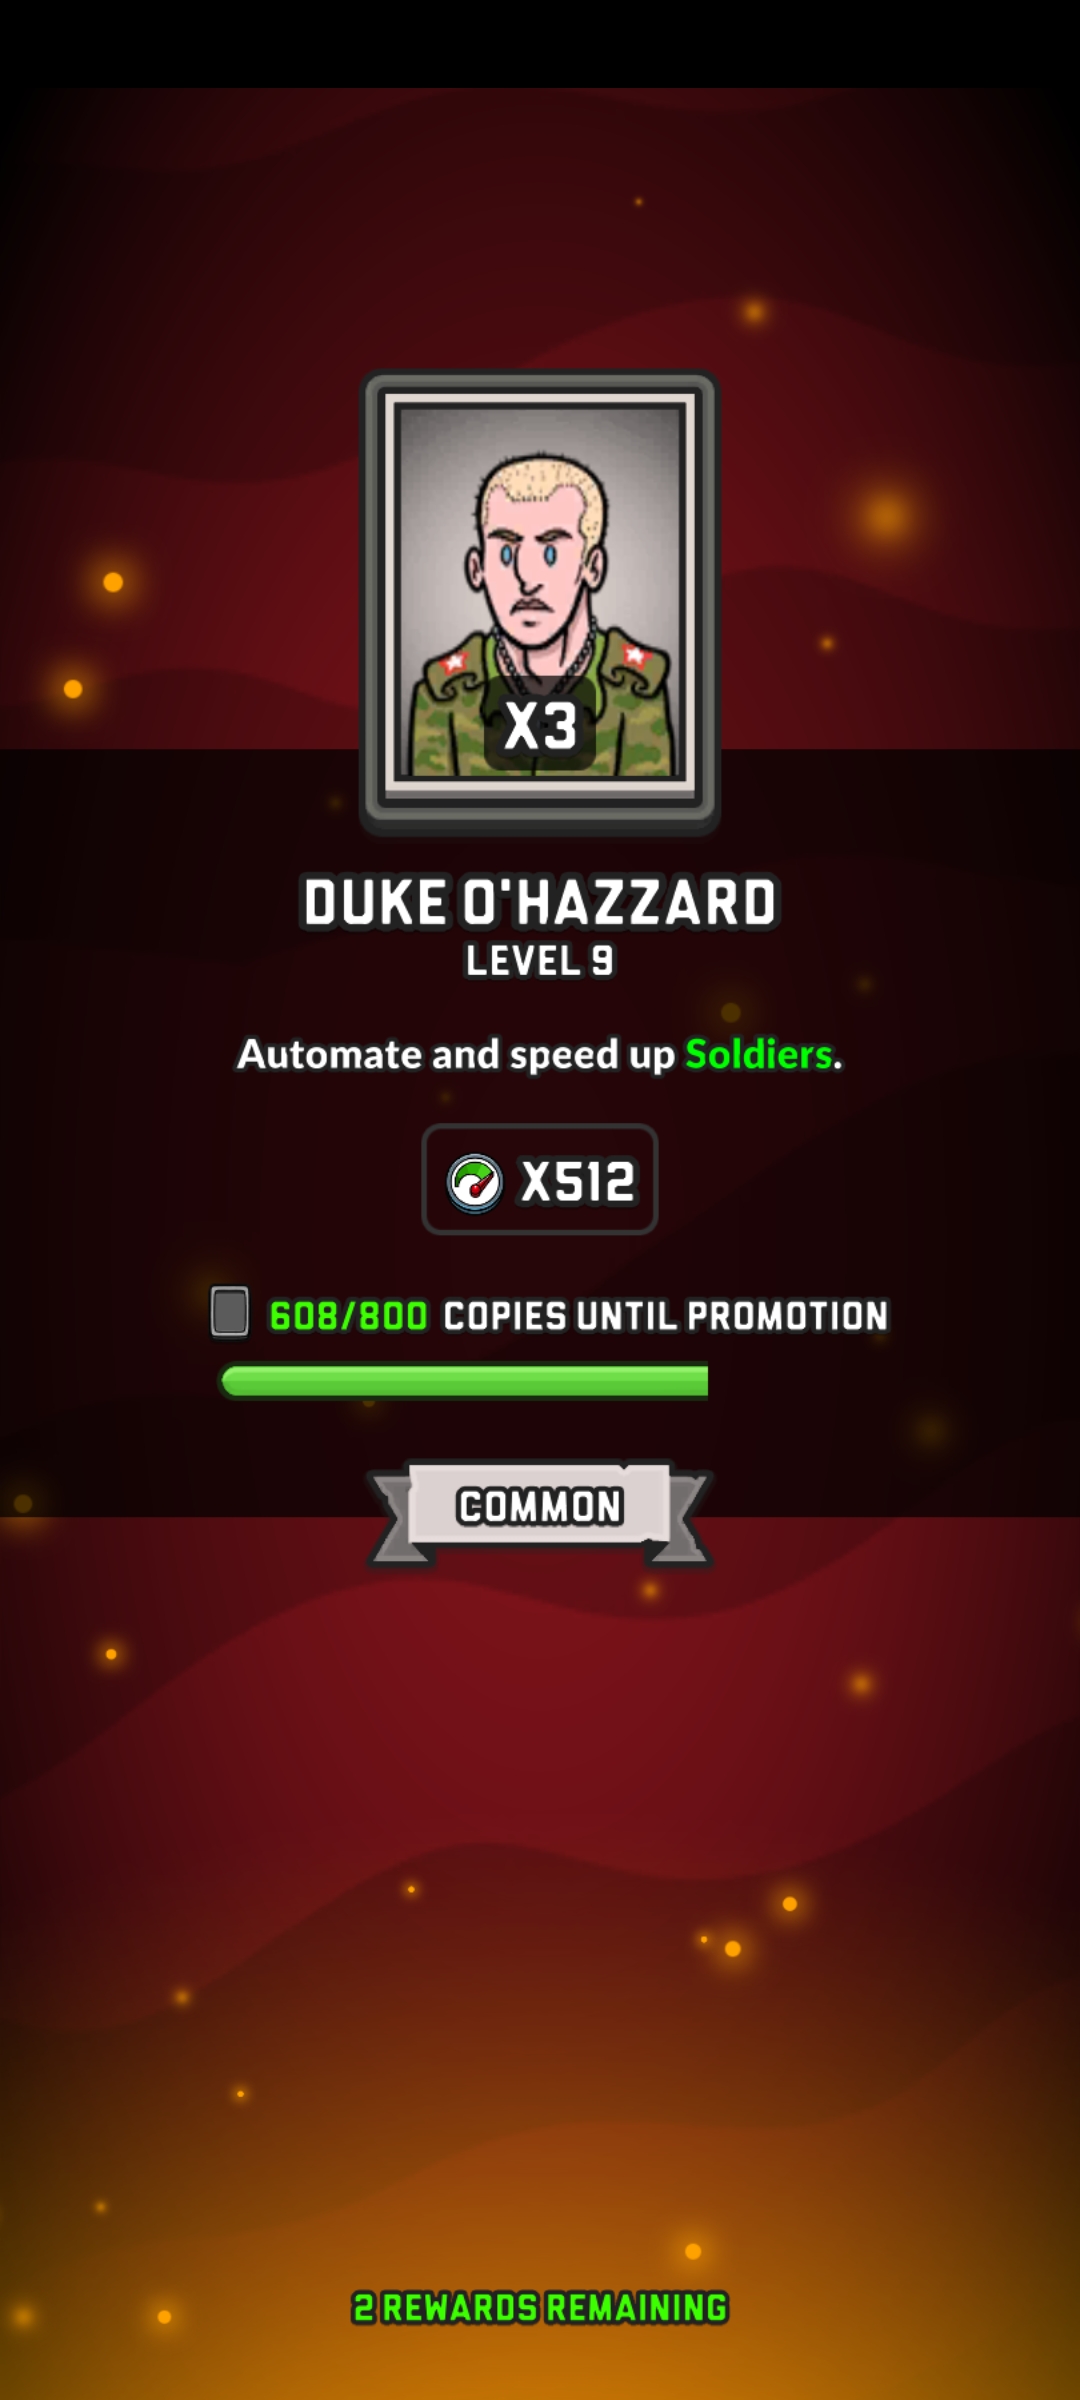 X3
DUKE O'HAZZARD
LEVEL 9
Automate and speed up Soldiers.
X512
608/800 COPIES UNTIL PROMOTION
COMMON
2 REWARDS REMAINING